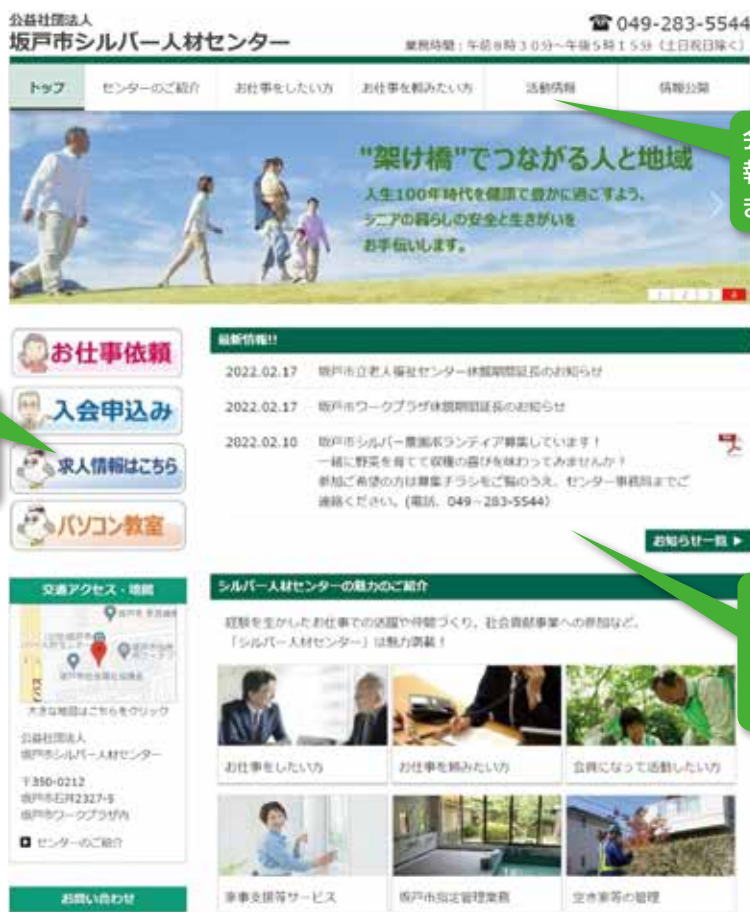 公益社団法人
坂戸市シルバー人材センター
☎049-283-5544
業務時間:午前8時30分~午後5時15分(土日祝日除く)
トップ
センターのご紹介
お仕事をしたい方
お仕事を頼みたい方
活動情報
情報公開
"架け橋"でつながる人と地域
人生100年時代を健康で豊かに過ごすよう、
シニアの暮らしの安全と生きがいを
お手伝いします。
1 2 3 4
お仕事依頼
入会申込み
求人情報はこちら
パソコン教室
最新情報!!
2022.02.17 坂戸市立老人福祉センター休館期間延長のお知らせ
2022.02.17 坂戸市ワークプラザ休館期間延長のお知らせ
2022.02.10 坂戸市シルバー農園ボランティア募集しています!
一緒に野菜を育てて収穫の喜びを味わってみませんか?
参加ご希望の方は募集チラシをご覧のうえ、センター事務局までご
連絡ください。(電話、049-283-5544)
お知らせ一覧 ▶
交通アクセス・地図
大きな地図はこちらをクリック
公益社団法人
坂戸市シルバー人材センター
〒350-0212
坂戸市石井2327-5
坂戸市ワークプラザ内
センターのご紹介
お問い合わせ
シルバー人材センターの魅力のご紹介
経験を生かしたお仕事での活躍や仲間づくり、社会貢献事業への参加など、
「シルバー人材センター」は魅力満載!
お仕事をしたい方
お仕事を頼みたい方
会員になって活動したい方
家事支援等サービス
坂戸市指定管理業務
空き家等の管理